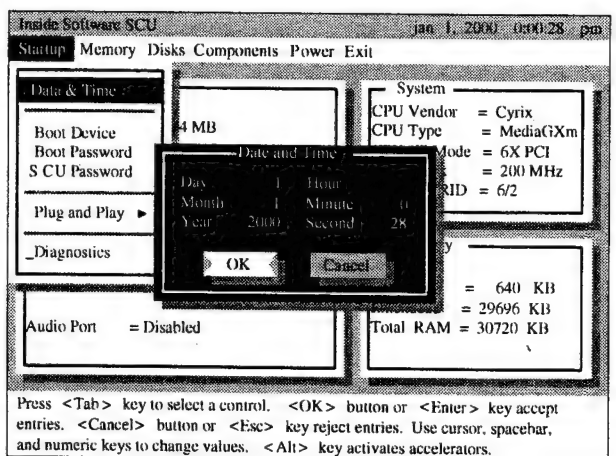 Inside Software SCU jan 1, 2000 0:00:28 pm
Startup Memory Disks Components Power Exit
Data & Time
Boot Device
Boot Password
S CU Password
Plug and Play ►
_Diagnostics
4 MB
Audio Port = Disabled
System
CPU Vendor = Cyrix
CPU Type = MediaGXm
Mode = 6X PCI
= 200 MHz
RID = 6/2
Date and Time
Day 1 Hour
Month 1 Minute 0
Year 2000 Second 28
OK Cancel
y
= 640 KB
= 29696 KB
Total RAM = 30720 KB
Press <Tab> key to select a control. <OK> button or <Enter> key accept
entries. <Cancel> button or <Esc> key reject entries. Use cursor, spacebar,
and numeric keys to change values. <Alt> key activates accelerators.